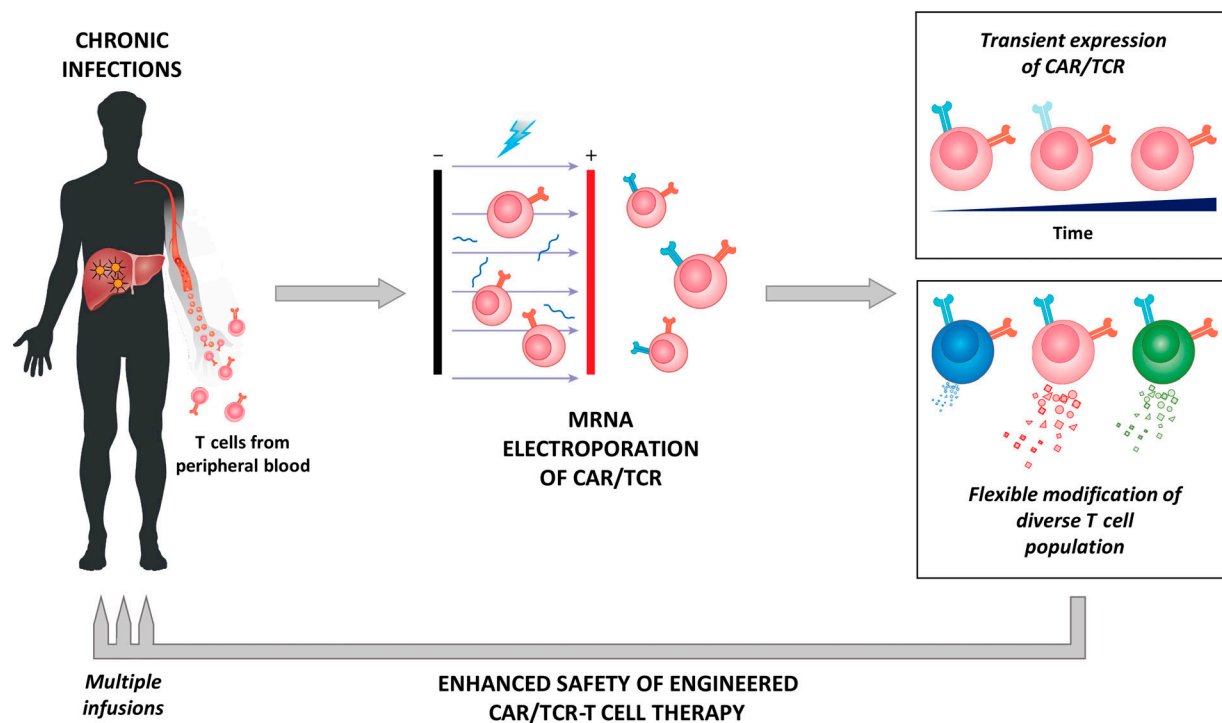 CHRONIC
INFECTIONS
T cells from
peripheral blood
–
+
MRNA
ELECTROPORATION
OF CAR/TCR
Transient expression
of CAR/TCR
Time
Flexible modification of
diverse T cell
population
Multiple
infusions
ENHANCED SAFETY OF ENGINEERED
CAR/TCR-T CELL THERAPY